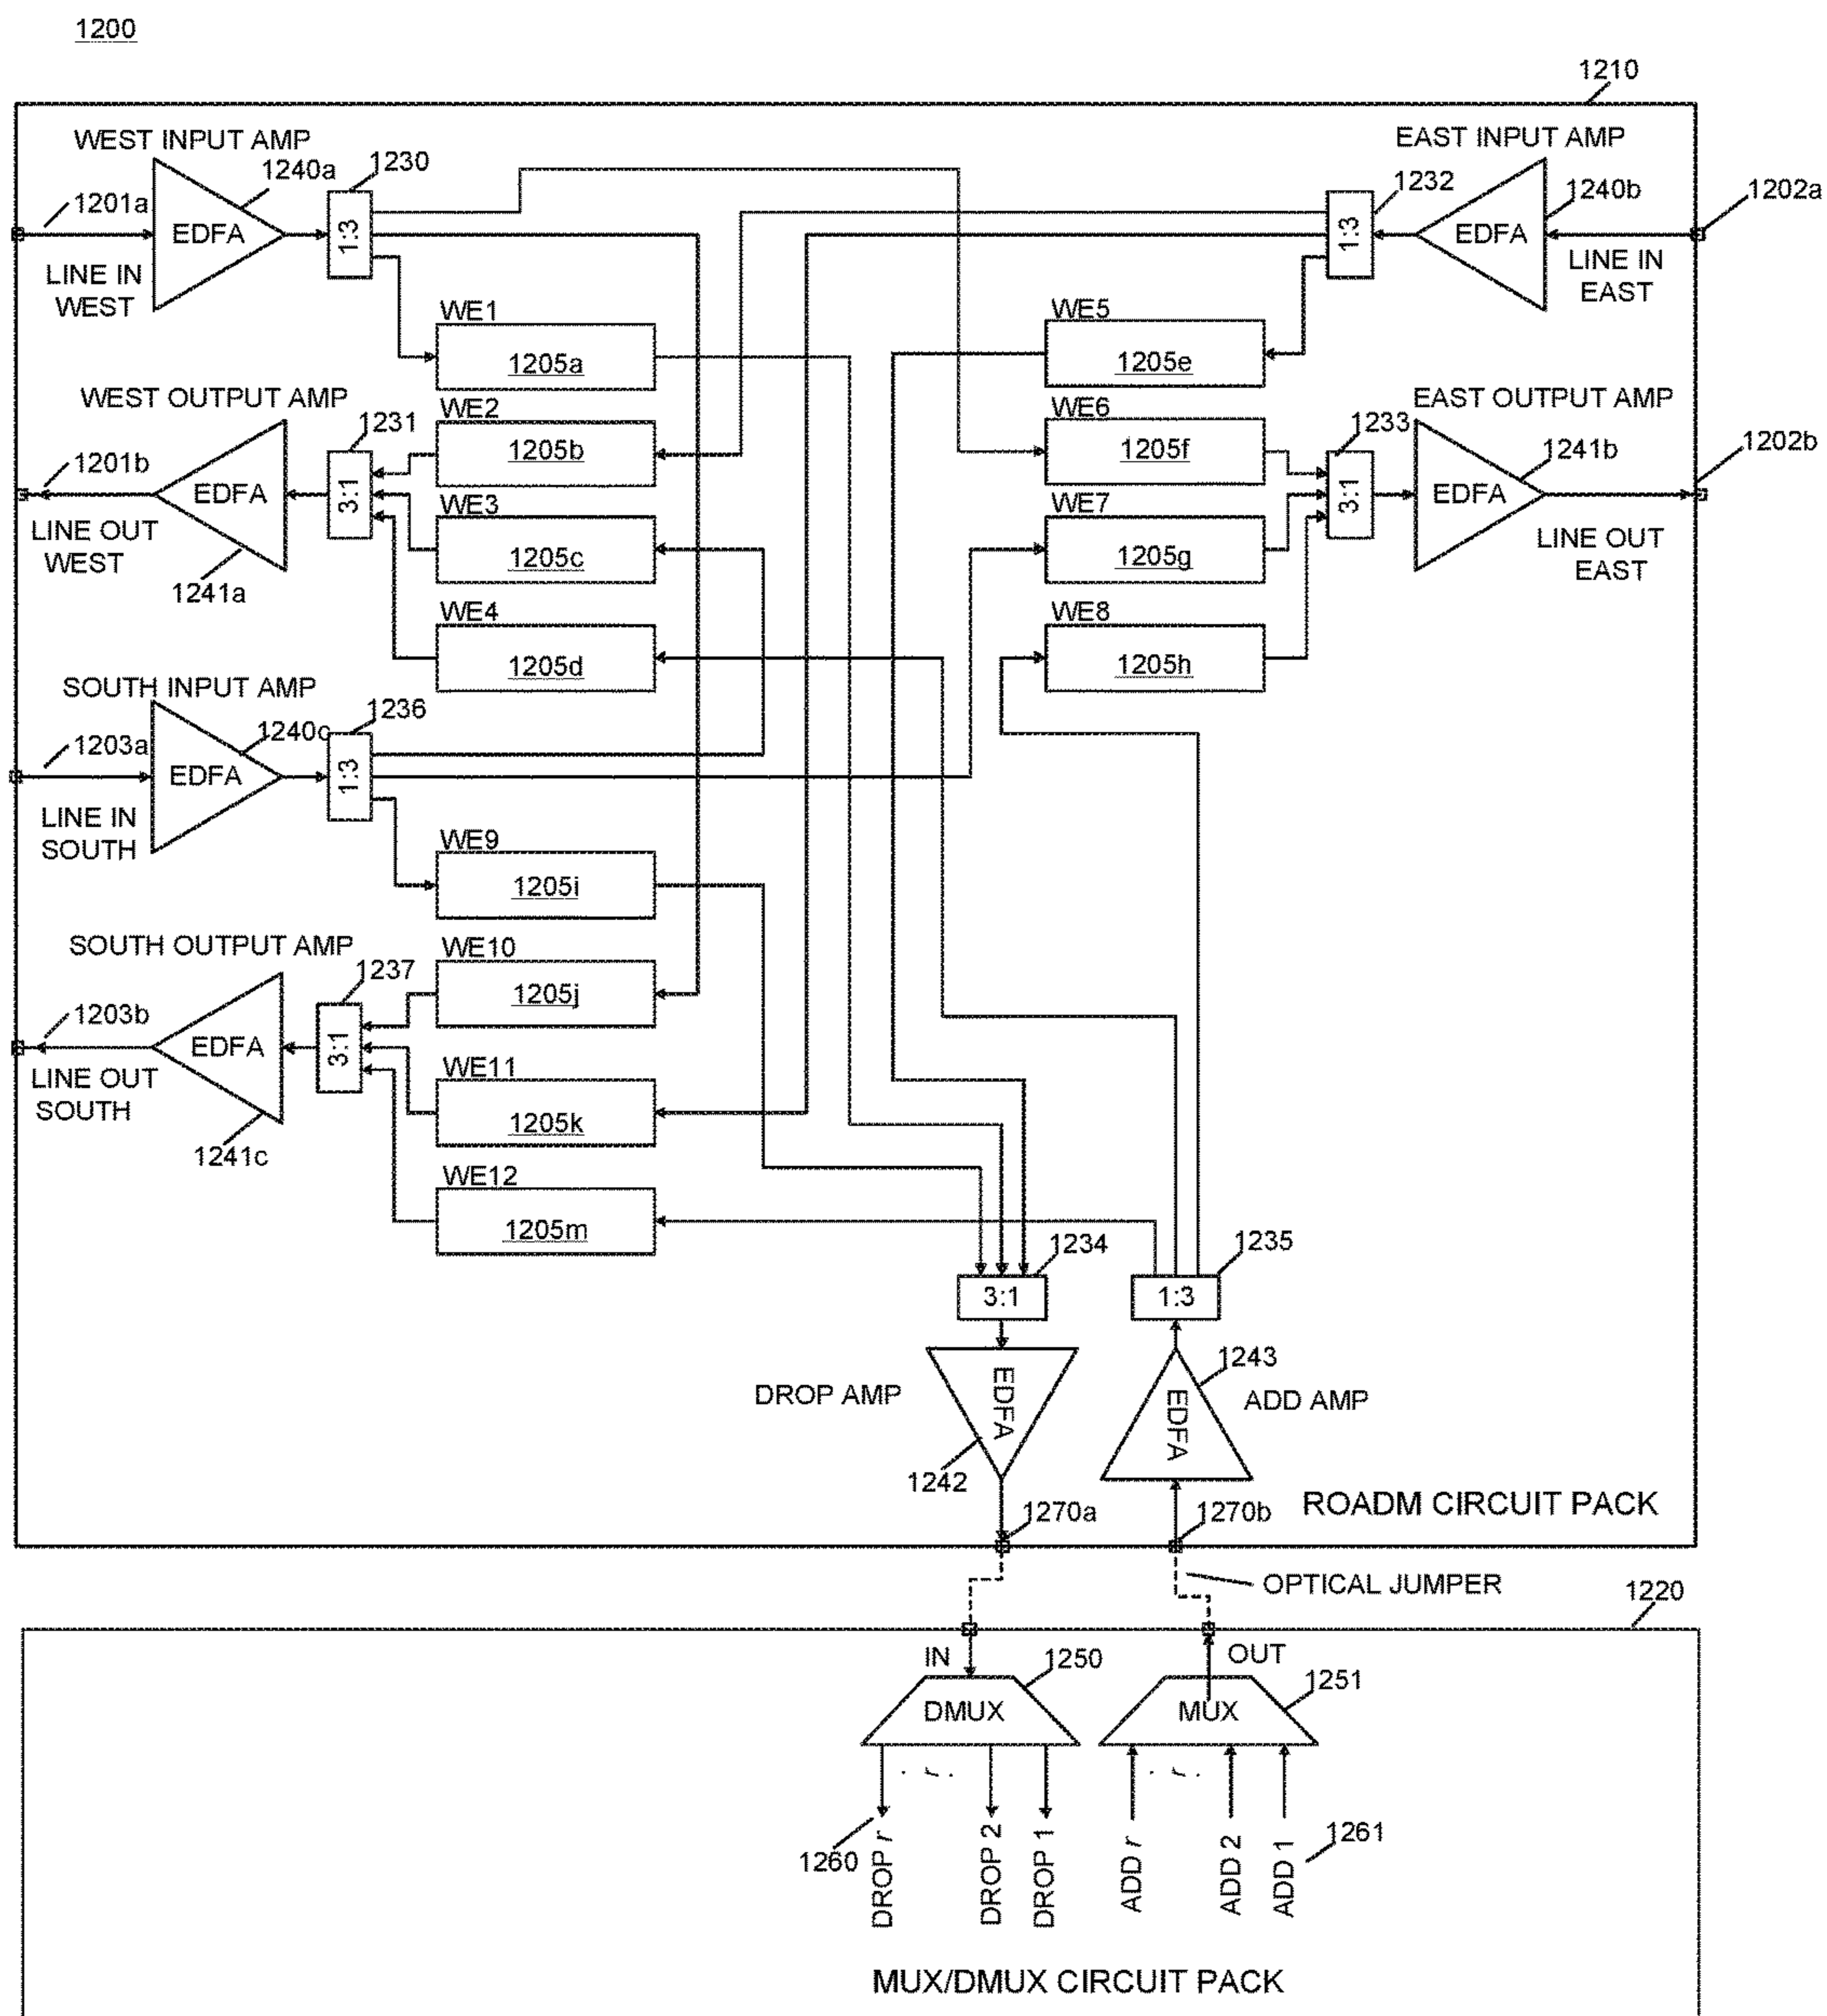 1200
1210
WEST INPUT AMP
1240a
1230
EAST INPUT AMP
1232
1240b
1202a
1201a
EDFA
1:3
1:3
EDFA
LINE IN
WEST
LINE IN
EAST
WE1
1205a
WE5
1205e
WEST OUTPUT AMP
1231
WE2
1205b
WE6
1205f
EAST OUTPUT AMP
1233
1241b
1202b
1201b
EDFA
3:1
3:1
EDFA
LINE OUT
WEST
1241a
WE3
1205c
WE7
1205g
LINE OUT
EAST
WE4
1205d
WE8
1205h
SOUTH INPUT AMP
1240c
1236
1203a
EDFA
1:3
LINE IN
SOUTH
WE9
1205i
SOUTH OUTPUT AMP
1237
WE10
1205j
1203b
EDFA
3:1
LINE OUT
SOUTH
1241c
WE11
1205k
WE12
1205m
1234
1235
3:1
1:3
DROP AMP
EDFA
1242
EDFA
1243
ADD AMP
ROADM CIRCUIT PACK
1270a
1270b
OPTICAL JUMPER
1220
IN
1250
OUT
1251
DMUX
MUX
. r .
. r .
1260
DROP r
DROP 2
DROP 1
ADD r
ADD 2
ADD 1
1261
MUX/DMUX CIRCUIT PACK